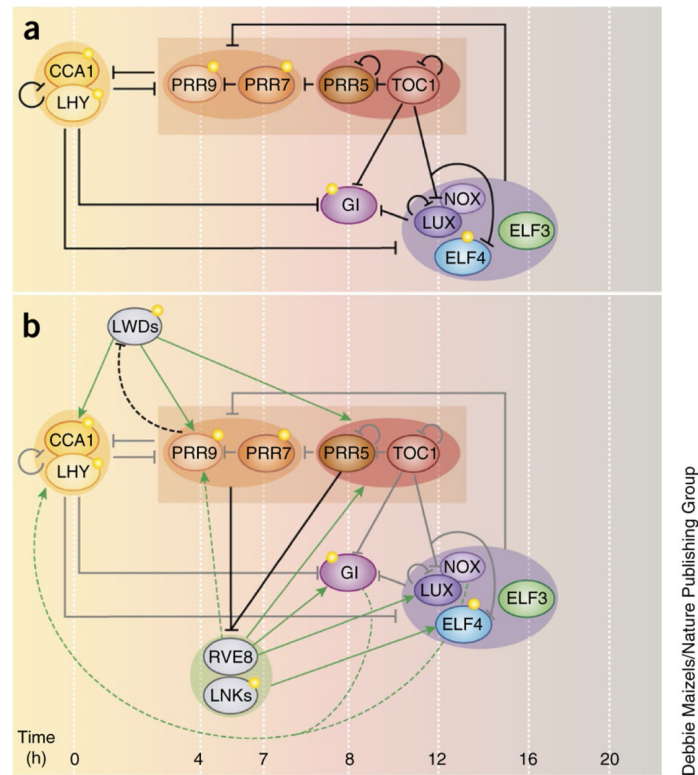 a
CCA1
LHY
PRR9
PRR7
PRR5
TOC1
GI
NOX
LUX
ELF4
ELF3
b
LWDs
CCA1
LHY
PRR9
PRR7
PRR5
TOC1
GI
NOX
LUX
ELF4
ELF3
RVE8
LNKs
Time
(h) 0 4 7 8 12 16 20
Debbie Maizels/Nature Publishing Group